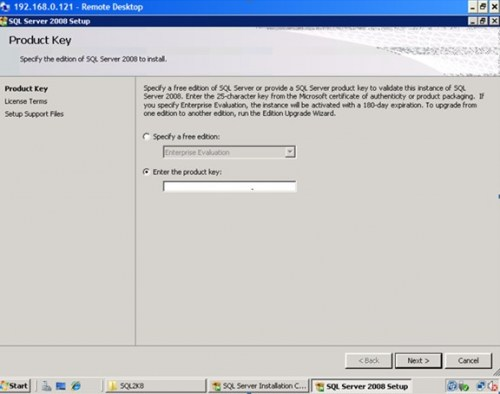 192.168.0.121 - Remote Desktop
SQL Server 2008 Setup
Product Key
Specify the edition of SQL Server 2008 to install.
Product Key
License Terms
Setup Support Files
Specify a free edition of SQL Server or provide a SQL Server product key to validate this instance of SQL
Server 2008. Enter the 25-character key from the Microsoft certificate of authenticity or product packaging. If
you specify Enterprise Evaluation, the instance will be activated with a 180-day expiration. To upgrade from
one edition to another edition, run the Edition Upgrade Wizard.
Specify a free edition:
Enterprise Evaluation
Enter the product key:
< Back
Next >
Cancel
Start
SQL2K8
SQL Server Installation C...
SQL Server 2008 Setup